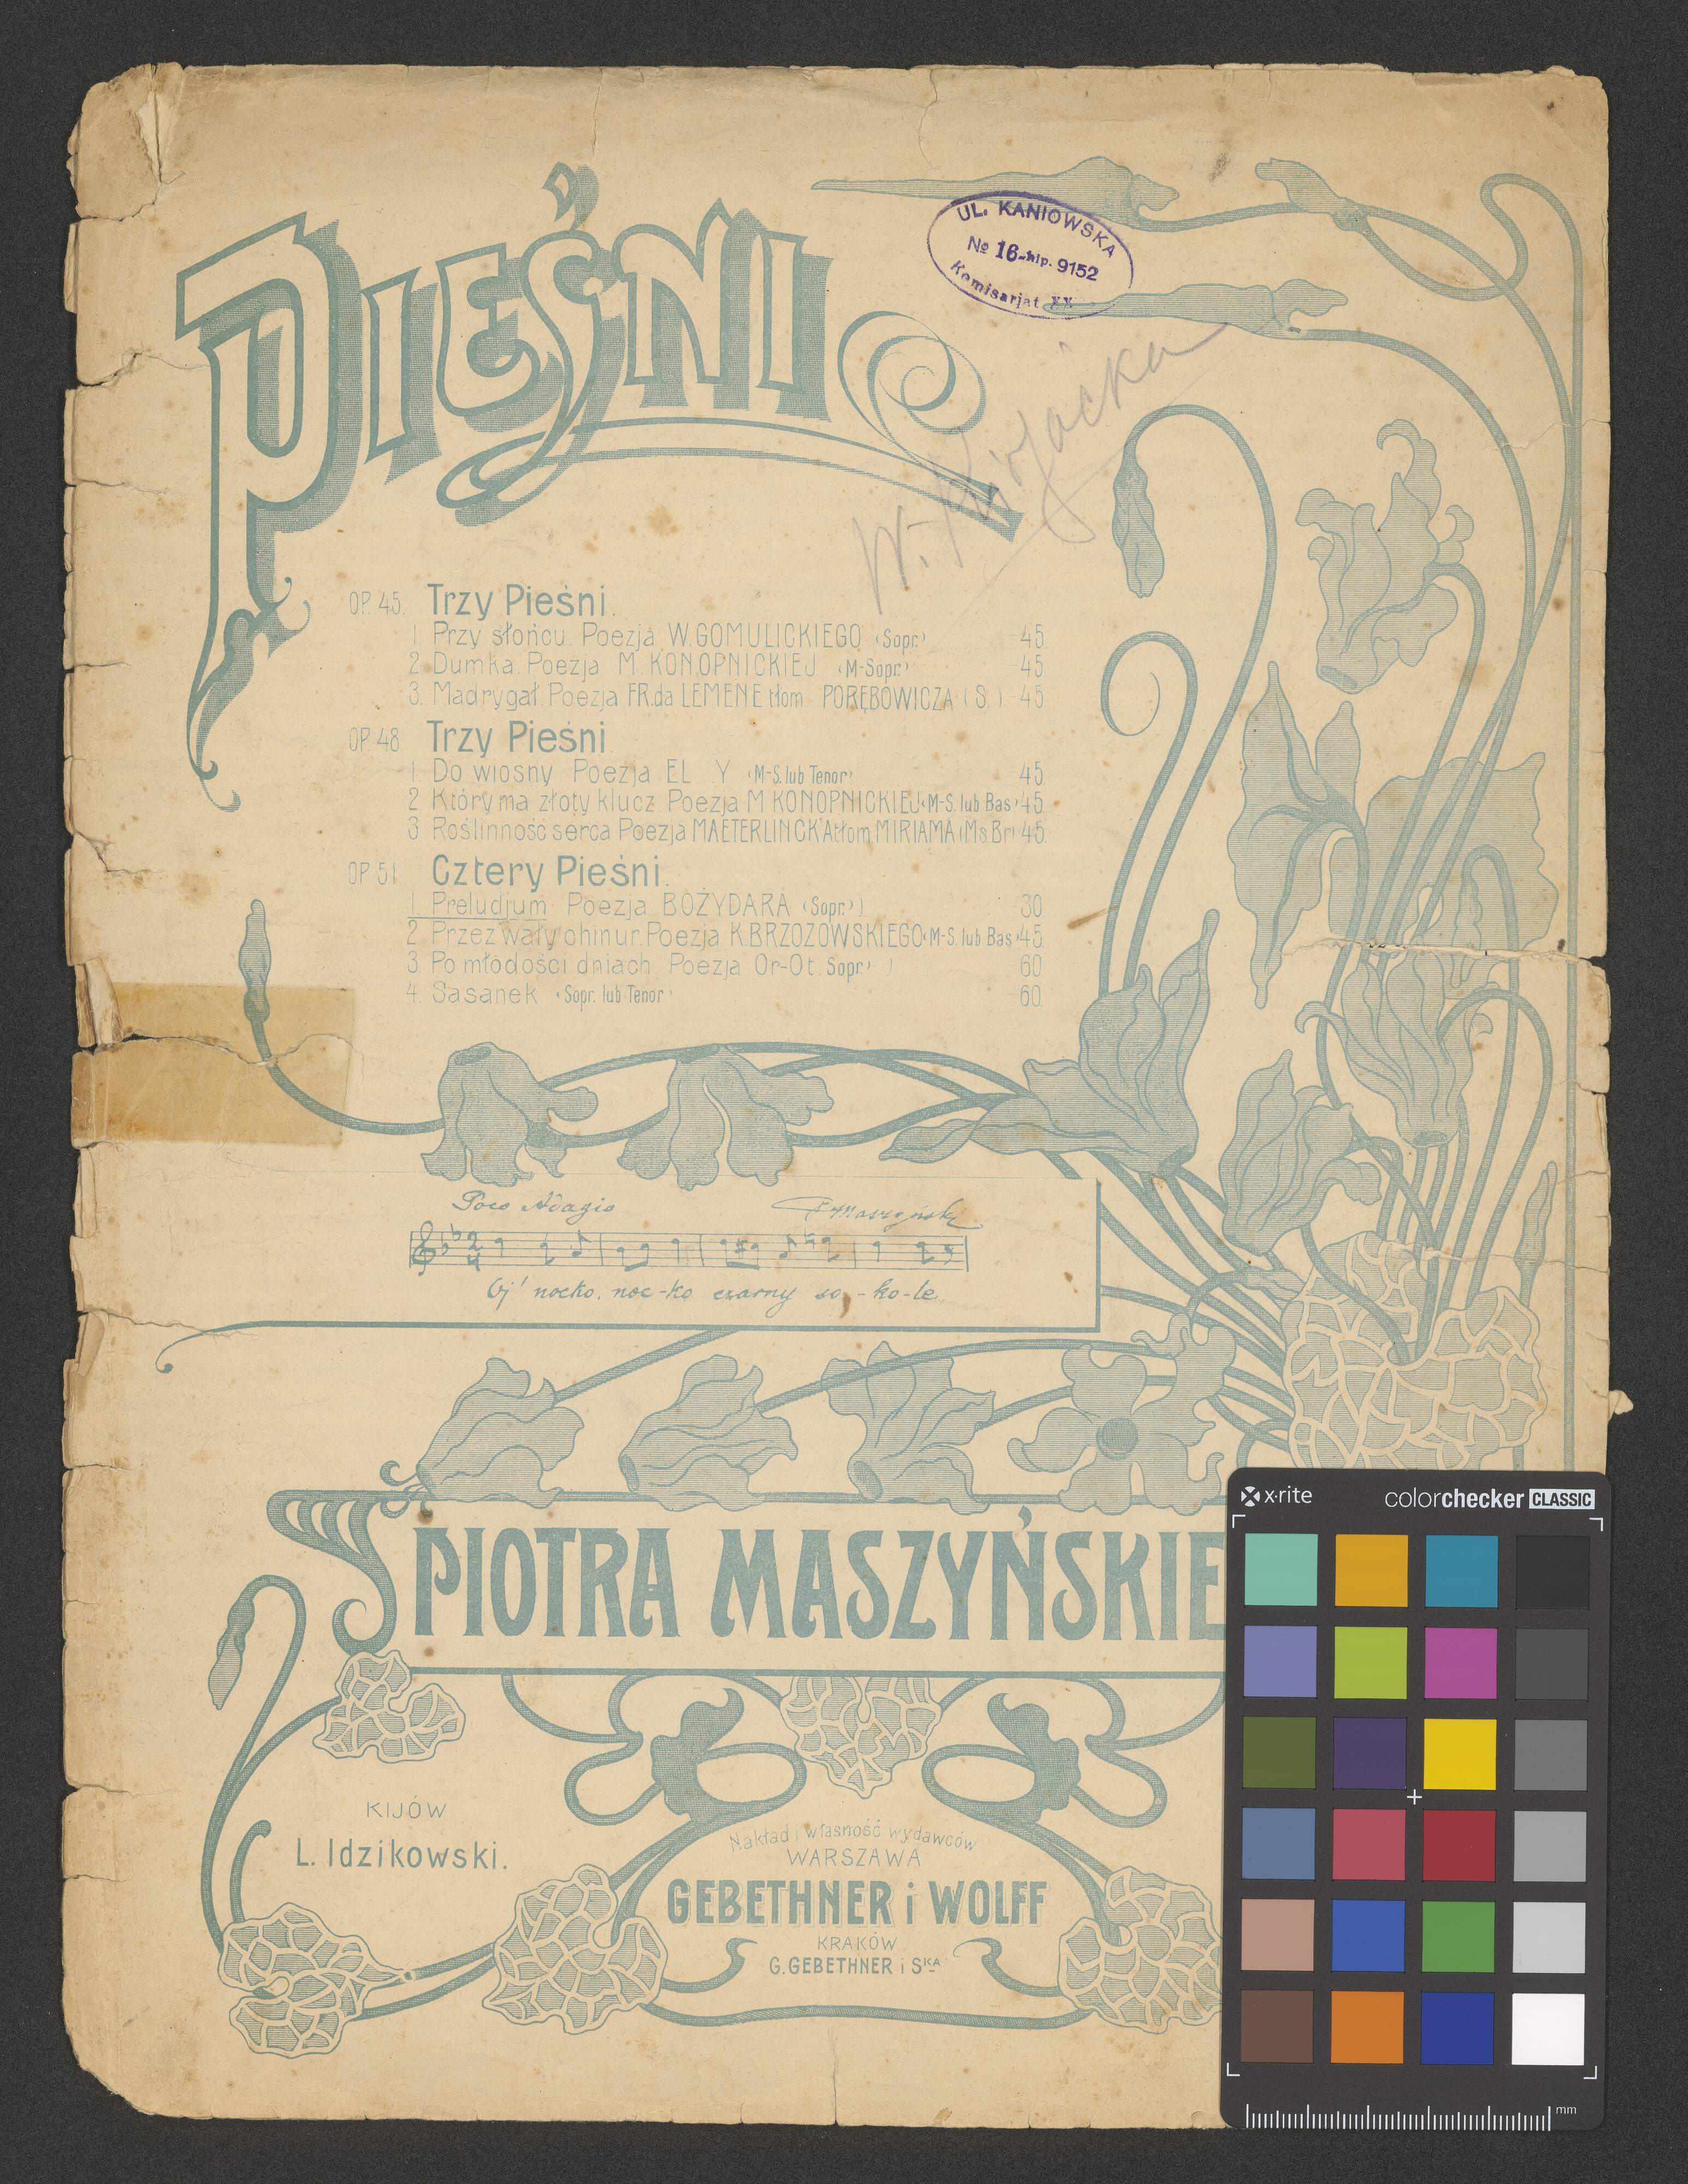 PIEŚNI
UL. KANIOWSKA
№ 16-hip. 9152
Komisarjat XX
OP. 45. Trzy Pieśni.
1. Przy słońcu. Poezja W. GOMULICKIEGO (Sopr.) 45
2. Dumka. Poezja M. KONOPNICKIEJ (M-Sopr.) 45
3. Madrygał. Poezja FR. da LEMENE tłom. PORĘBOWICZA (S.) 45
OP. 48. Trzy Pieśni.
1. Do wiosny. Poezja EL...Y (M-S. lub Tenor) 45
2. Który ma złoty klucz. Poezja M. KONOPNICKIEJ (M-S. lub Bas) 45
3. Roślinność serca Poezja MAETERLINCK'A tłom. MIRIAMA (Ms. Br) 45
OP. 51. Cztery Pieśni.
1. Preludjum. Poezja BOŻYDARA (Sopr.) 30
2. Przez wały chmur. Poezja K. BRZOZOWSKIEGO (M-S. lub Bas) 45
3. Po młodości dniach. Poezja Or-Ot. Sopr.) 60
4. Sasanek (Sopr. lub Tenor) 60
Poco Adagio PMaszyński
Oj! nocko, noc-ko czarny so-ko-le
PIOTRA MASZYŃSKIE
KIJÓW
L. Idzikowski.
Nakład i własność wydawców
WARSZAWA
GEBETHNER i WOLFF
KRAKÓW
G. GEBETHNER i SKA
x-rite colorchecker CLASSIC
mm